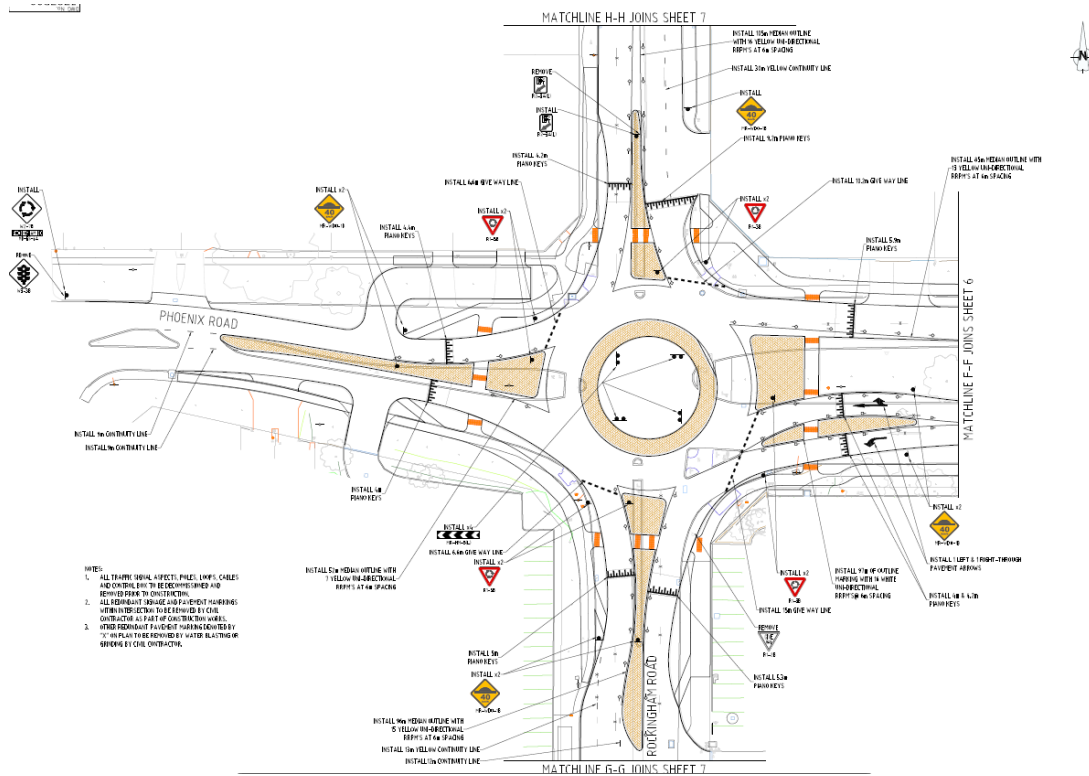 MATCHLINE H-H JOINS SHEET 7
INSTALL 105m MEDIAN OUTLINE
WITH 16 YELLOW UNI-DIRECTIONAL
RRPM'S AT 6m SPACING
INSTALL 31m YELLOW CONTINUITY LINE
N
REMOVE
INSTALL
INSTALL
40
INSTALL 4.2m
PIANO KEYS
INSTALL 9.7m PIANO KEYS
INSTALL 45m MEDIAN OUTLINE WITH
13 YELLOW UNI-DIRECTIONAL
RRPM'S AT 6m SPACING
INSTALL 6.6m GIVE WAY LINE
INSTALL 11.2m GIVE WAY LINE
INSTALL
INSTALL x2
40
INSTALL x2
INSTALL x2
INSTALL 4.4m
PIANO KEYS
INSTALL 5.9m
PIANO KEYS
REMOVE
PHOENIX ROAD
MATCHLINE F-F JOINS SHEET 6
INSTALL 9m CONTINUITY LINE
INSTALL 9m CONTINUITY LINE
INSTALL 6m
PIANO KEYS
INSTALL x4
INSTALL 6.6m GIVE WAY LINE
INSTALL x2
INSTALL 52m MEDIAN OUTLINE WITH
7 YELLOW UNI-DIRECTIONAL
RRPM'S AT 6m SPACING
INSTALL x2
40
INSTALL 1 LEFT & 1 RIGHT-THROUGH
PAVEMENT ARROWS
INSTALL x2
INSTALL 97m OF OUTLINE
MARKING WITH 14 WHITE
UNI-DIRECTIONAL
RRPM'S@ 6m SPACING
INSTALL 4m & 4.7m
PIANO KEYS
INSTALL 15m GIVE WAY LINE
REMOVE
NOTES:
1. ALL TRAFFIC SIGNAL ASPECTS, POLES, LOOPS, CABLES
AND CONTROL BOX TO BE DECOMMISSIONED AND
REMOVED PRIOR TO CONSTRUCTION.
2. ALL REDUNDANT SIGNAGE AND PAVEMENT MARKINGS
WITHIN INTERSECTION TO BE REMOVED BY CIVIL
CONTRACTOR AS PART OF CONSTRUCTION WORKS.
3. OTHER REDUNDANT PAVEMENT MARKING DENOTED BY
"X" ON PLAN TO BE REMOVED BY WATER BLASTING OR
GRINDING BY CIVIL CONTRACTOR.
INSTALL 5m
PIANO KEYS
INSTALL x2
40
INSTALL 5.3m
PIANO KEYS
ROCKINGHAM ROAD
INSTALL 96m MEDIAN OUTLINE WITH
15 YELLOW UNI-DIRECTIONAL
RRPM'S AT 6m SPACING
INSTALL 13m YELLOW CONTINUITY LINE
INSTALL 12m CONTINUITY LINE
MATCHLINE G-G JOINS SHEET 7